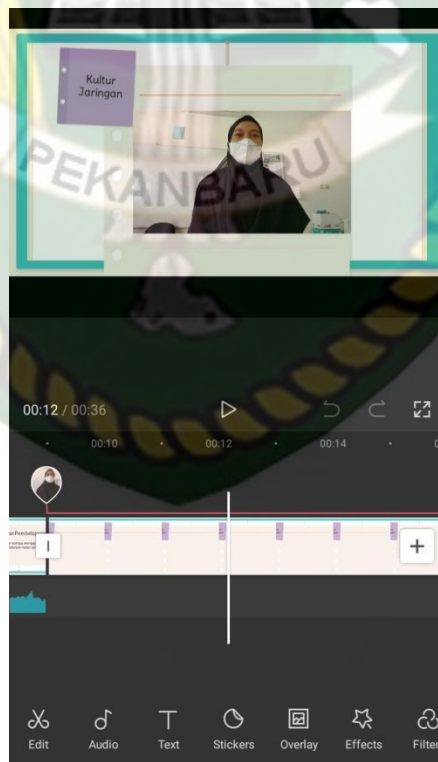 Kultur
Jaringan
PEKANBARU
00:12 / 00:36
00:10
00:12
00:14
n Pembelaja
Edit
Audio
Text
Stickers
Overlay
Effects
Filter